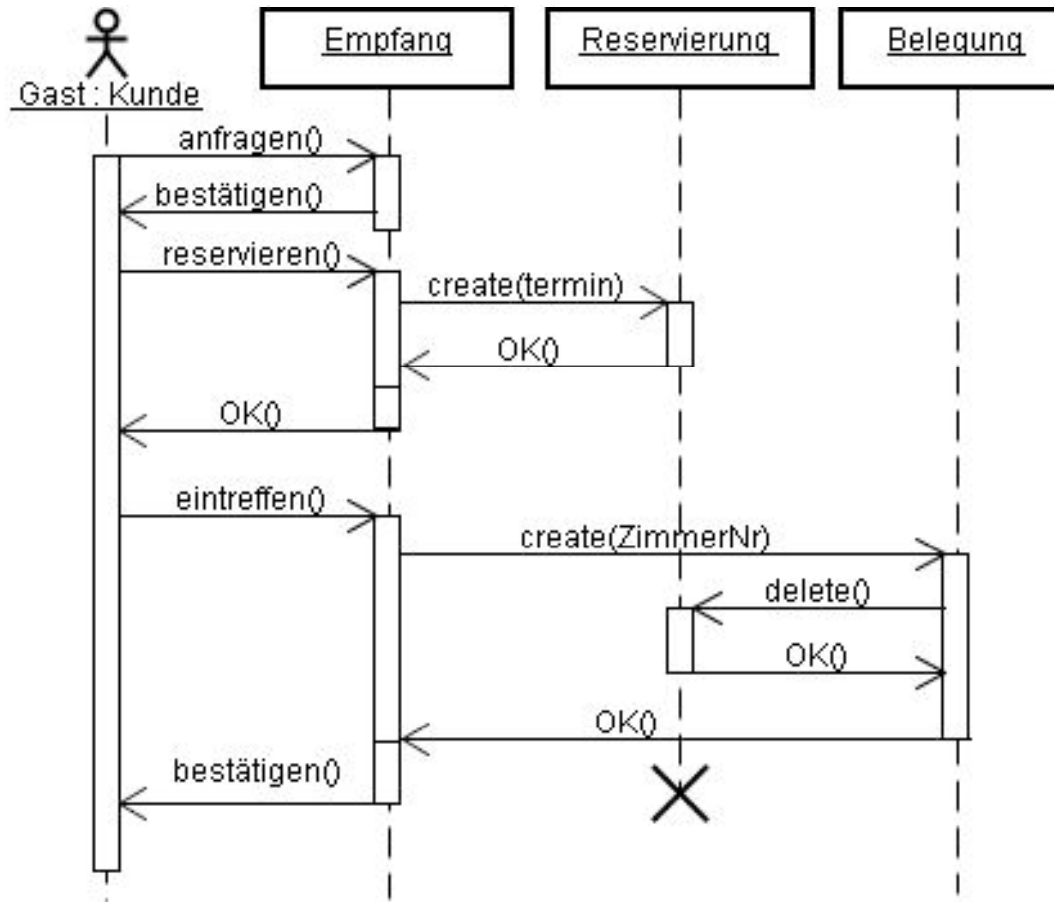 Empfang
Reservierung
Belegung
Gast : Kunde
anfragen()
bestätigen()
reservieren()
create(termin)
OK()
OK()
eintreffen()
create(ZimmerNr)
delete()
OK()
OK()
bestätigen()